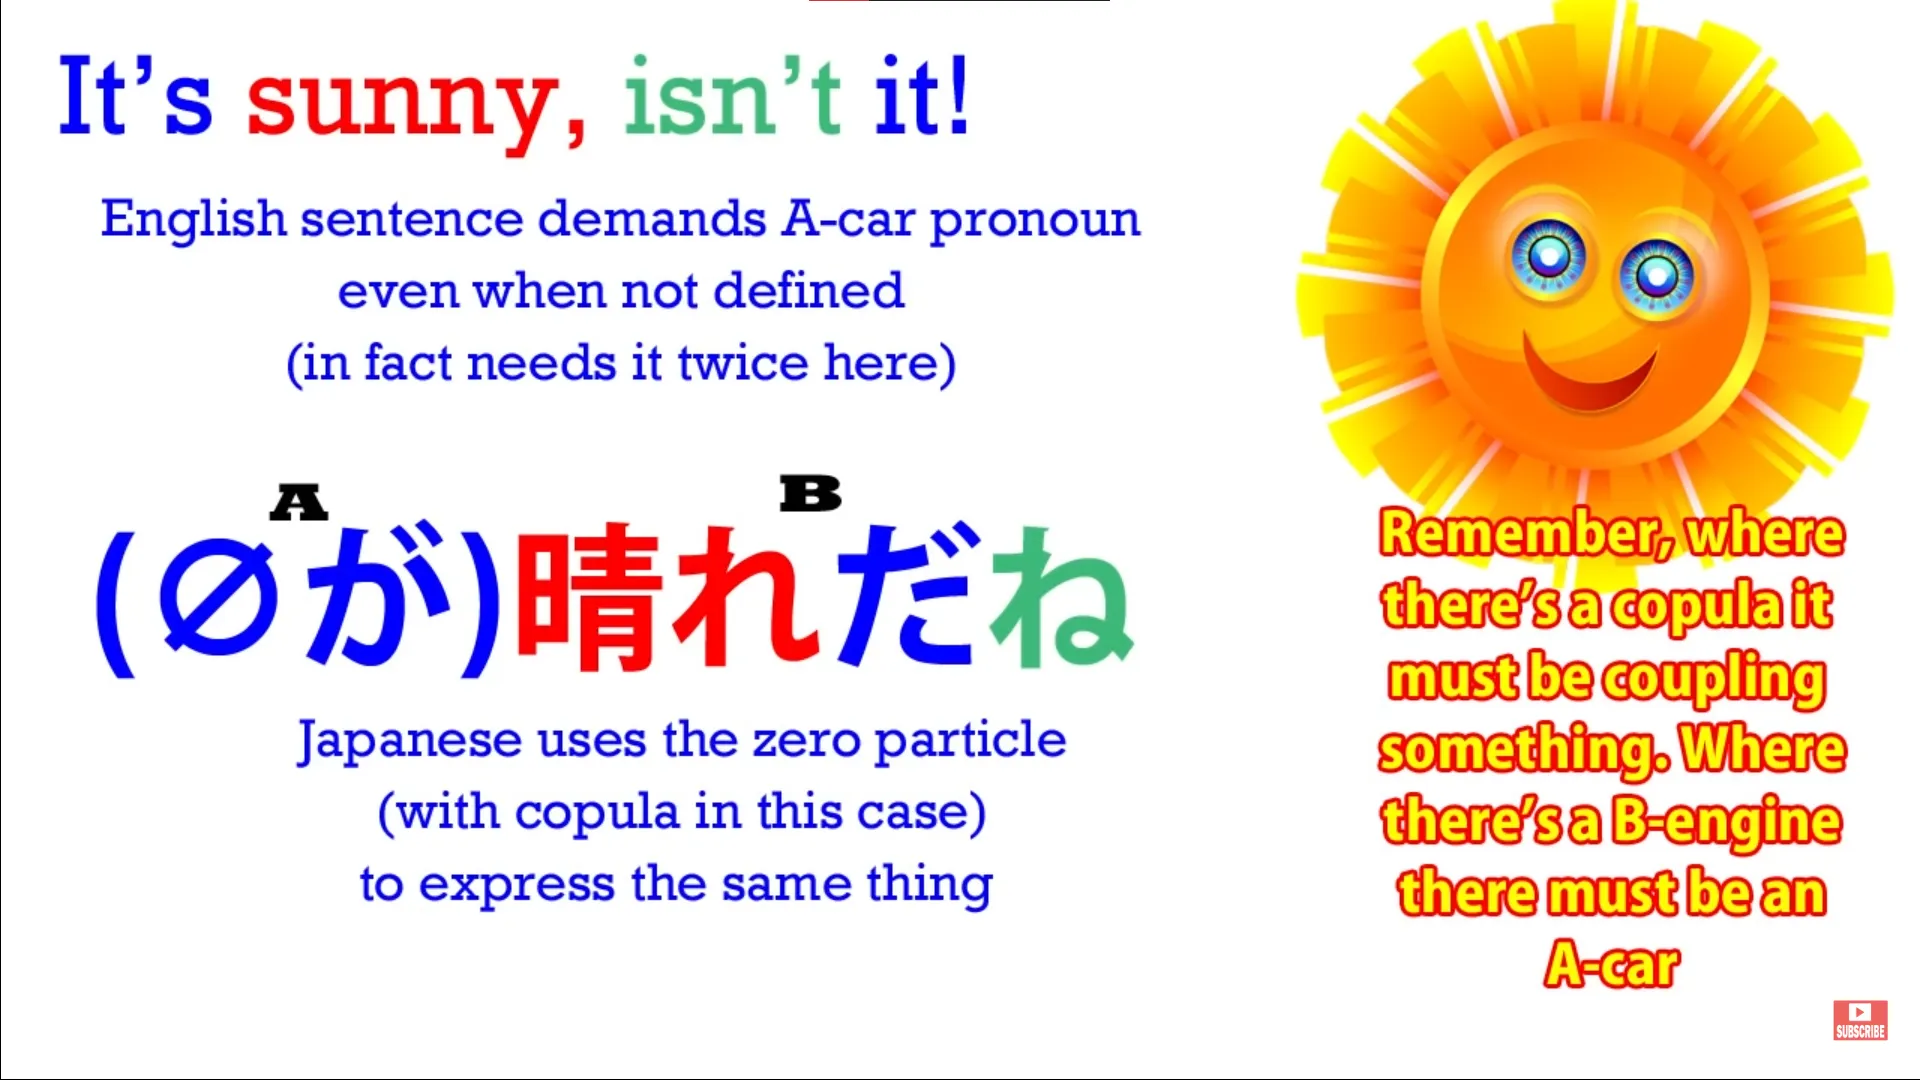 It's sunny, isn't it!
English sentence demands A-car pronoun
even when not defined
(in fact needs it twice here)
A B
(∅が)晴れだね
Japanese uses the zero particle
(with copula in this case)
to express the same thing
Remember, where
there's a copula it
must be coupling
something. Where
there's a B-engine
there must be an
A-car
SUBSCRIBE